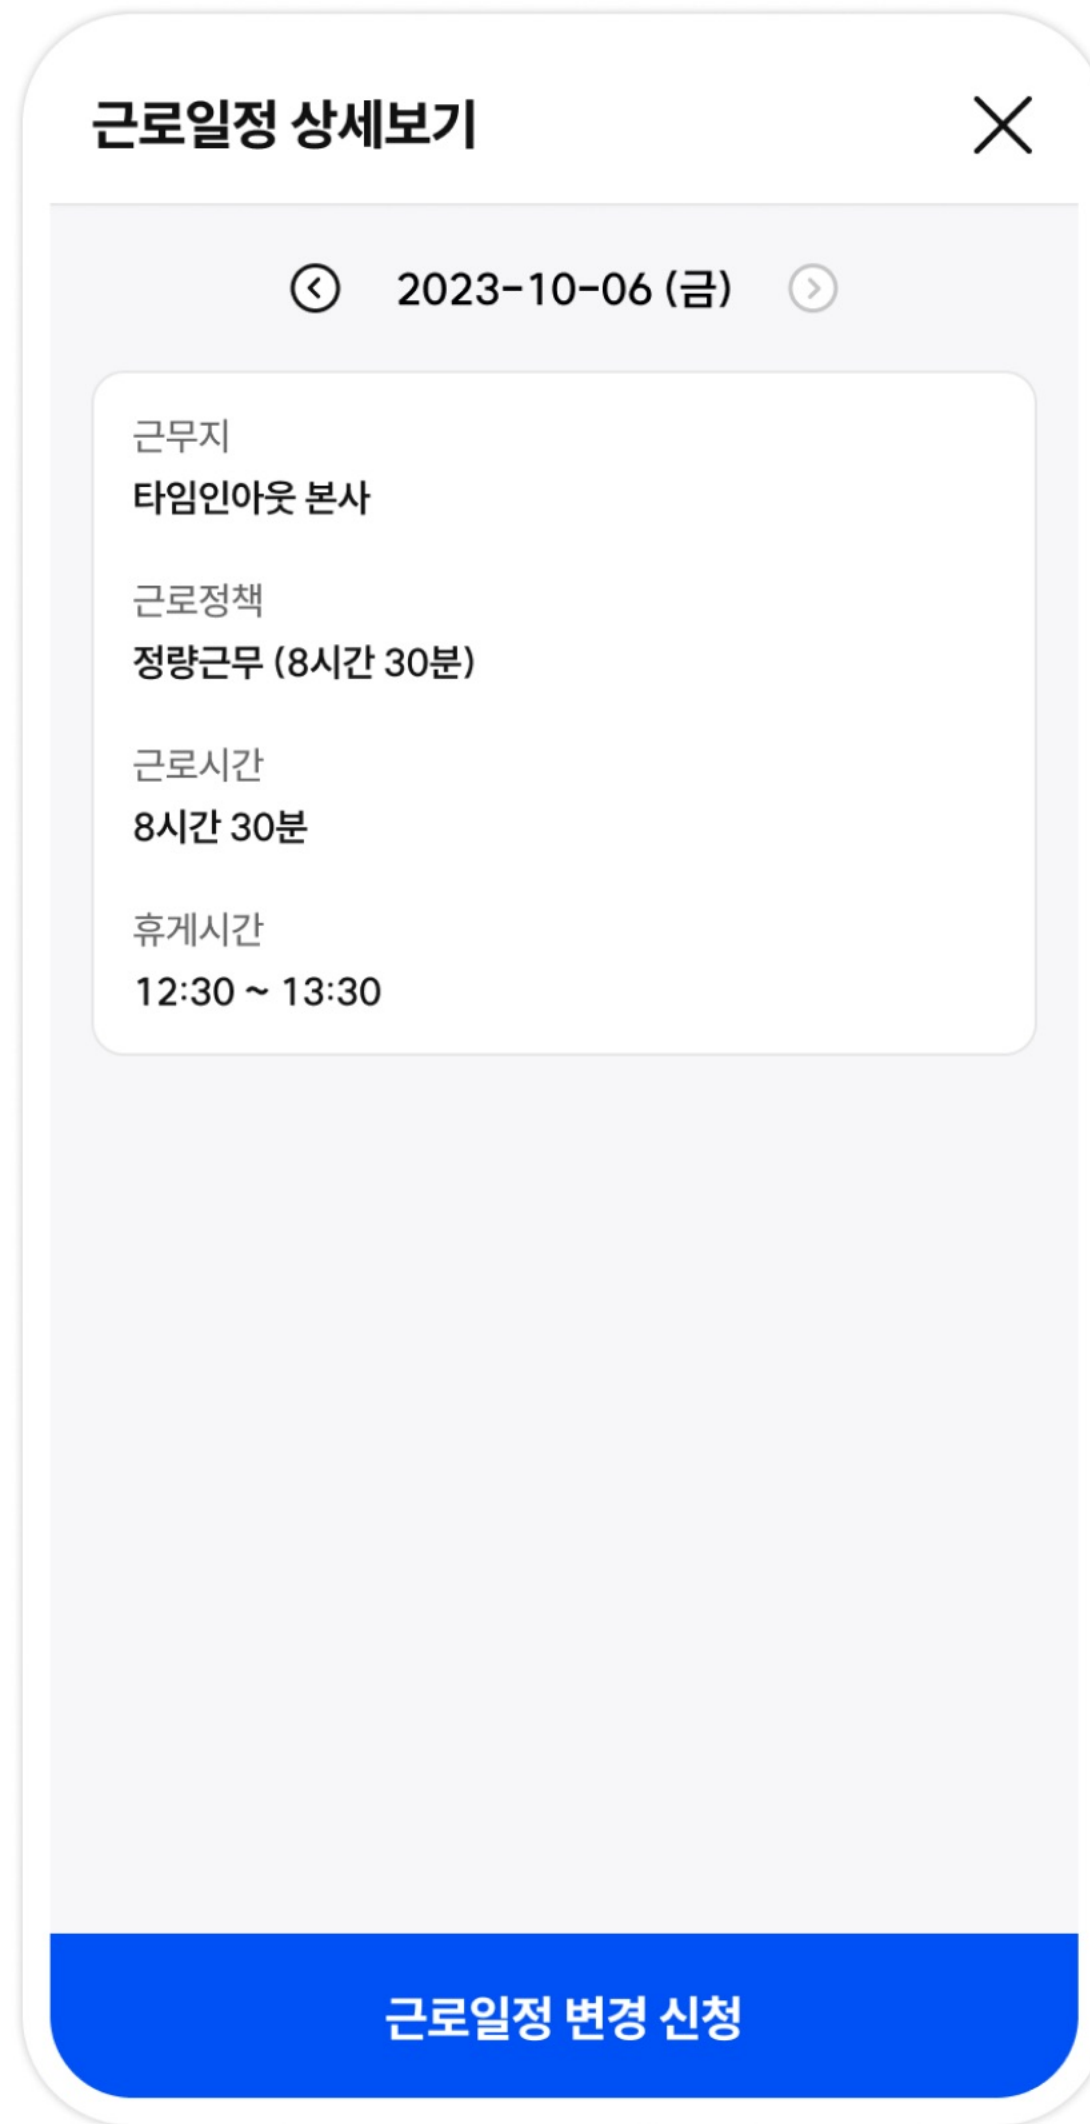 근로일정 상세보기
2023-10-06 (금)
근무지
타임인아웃 본사
근로정책
정량근무 (8시간 30분)
근로시간
8시간 30분
휴게시간
12:30 ~ 13:30
근로일정 변경 신청